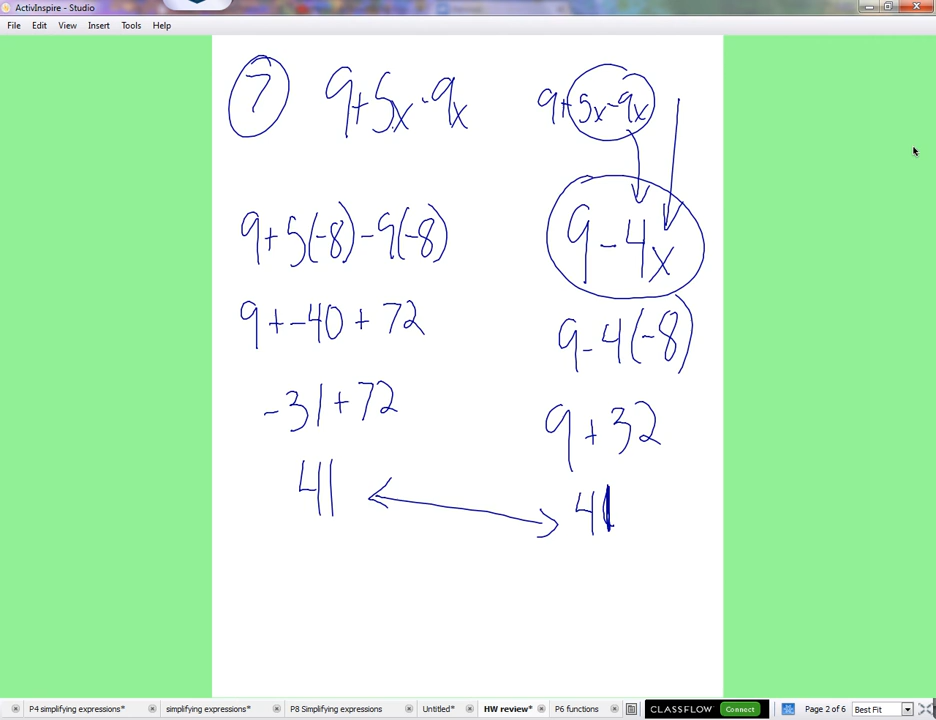 ActivInspire - Studio
File Edit View Insert Tools Help
7 9+5x-9x
9+5(-8)-9(-8)
9+-40+72
-31+72
41
9+5x-9x
9-4x
9-4(-8)
9+32
41
P4 simplifying expressions* simplifying expressions* P8 Simplifying expressions Untitled* HW review* P6 functions CLASSFLOW Connect Page 2 of 6 Best Fit